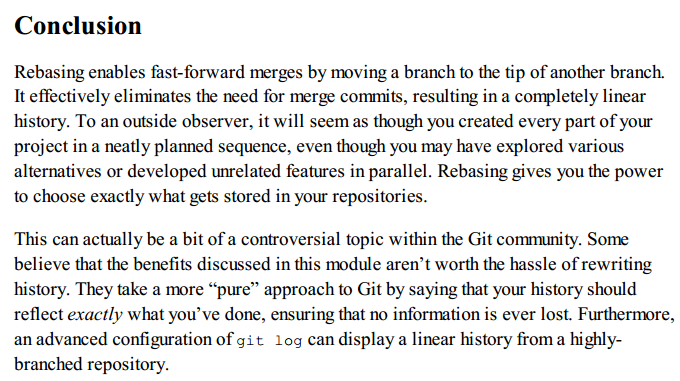 Conclusion
Rebasing enables fast-forward merges by moving a branch to the tip of another branch.
It effectively eliminates the need for merge commits, resulting in a completely linear
history. To an outside observer, it will seem as though you created every part of your
project in a neatly planned sequence, even though you may have explored various
alternatives or developed unrelated features in parallel. Rebasing gives you the power
to choose exactly what gets stored in your repositories.
This can actually be a bit of a controversial topic within the Git community. Some
believe that the benefits discussed in this module aren’t worth the hassle of rewriting
history. They take a more “pure” approach to Git by saying that your history should
reflect exactly what you’ve done, ensuring that no information is ever lost. Furthermore,
an advanced configuration of git log can display a linear history from a highly-
branched repository.